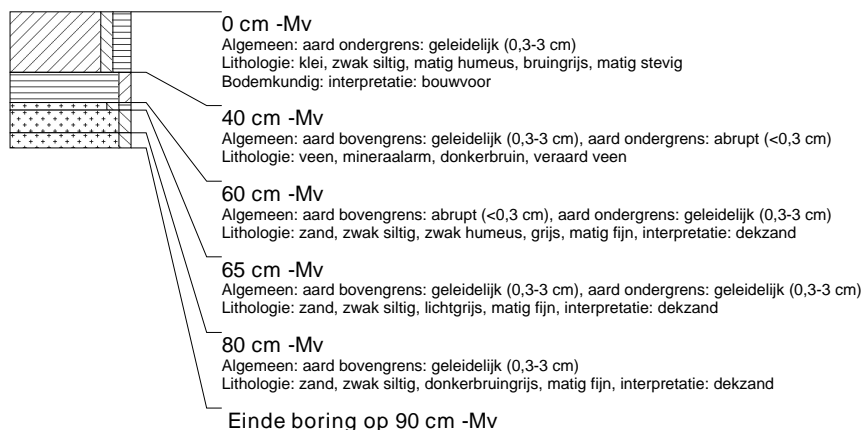 0 cm -Mv
Algemeen: aard ondergrens: geleidelijk (0,3-3 cm)
Lithologie: klei, zwak siltig, matig humeus, bruingrijs, matig stevig
Bodemkundig: interpretatie: bouwvoor
40 cm -Mv
Algemeen: aard bovengrens: geleidelijk (0,3-3 cm), aard ondergrens: abrupt (<0,3 cm)
Lithologie: veen, mineraalarm, donkerbruin, veraard veen
60 cm -Mv
Algemeen: aard bovengrens: abrupt (<0,3 cm), aard ondergrens: geleidelijk (0,3-3 cm)
Lithologie: zand, zwak siltig, zwak humeus, grijs, matig fijn, interpretatie: dekzand
65 cm -Mv
Algemeen: aard bovengrens: geleidelijk (0,3-3 cm), aard ondergrens: geleidelijk (0,3-3 cm)
Lithologie: zand, zwak siltig, lichtgrijs, matig fijn, interpretatie: dekzand
80 cm -Mv
Algemeen: aard bovengrens: geleidelijk (0,3-3 cm)
Lithologie: zand, zwak siltig, donkerbruingrijs, matig fijn, interpretatie: dekzand
Einde boring op 90 cm -Mv